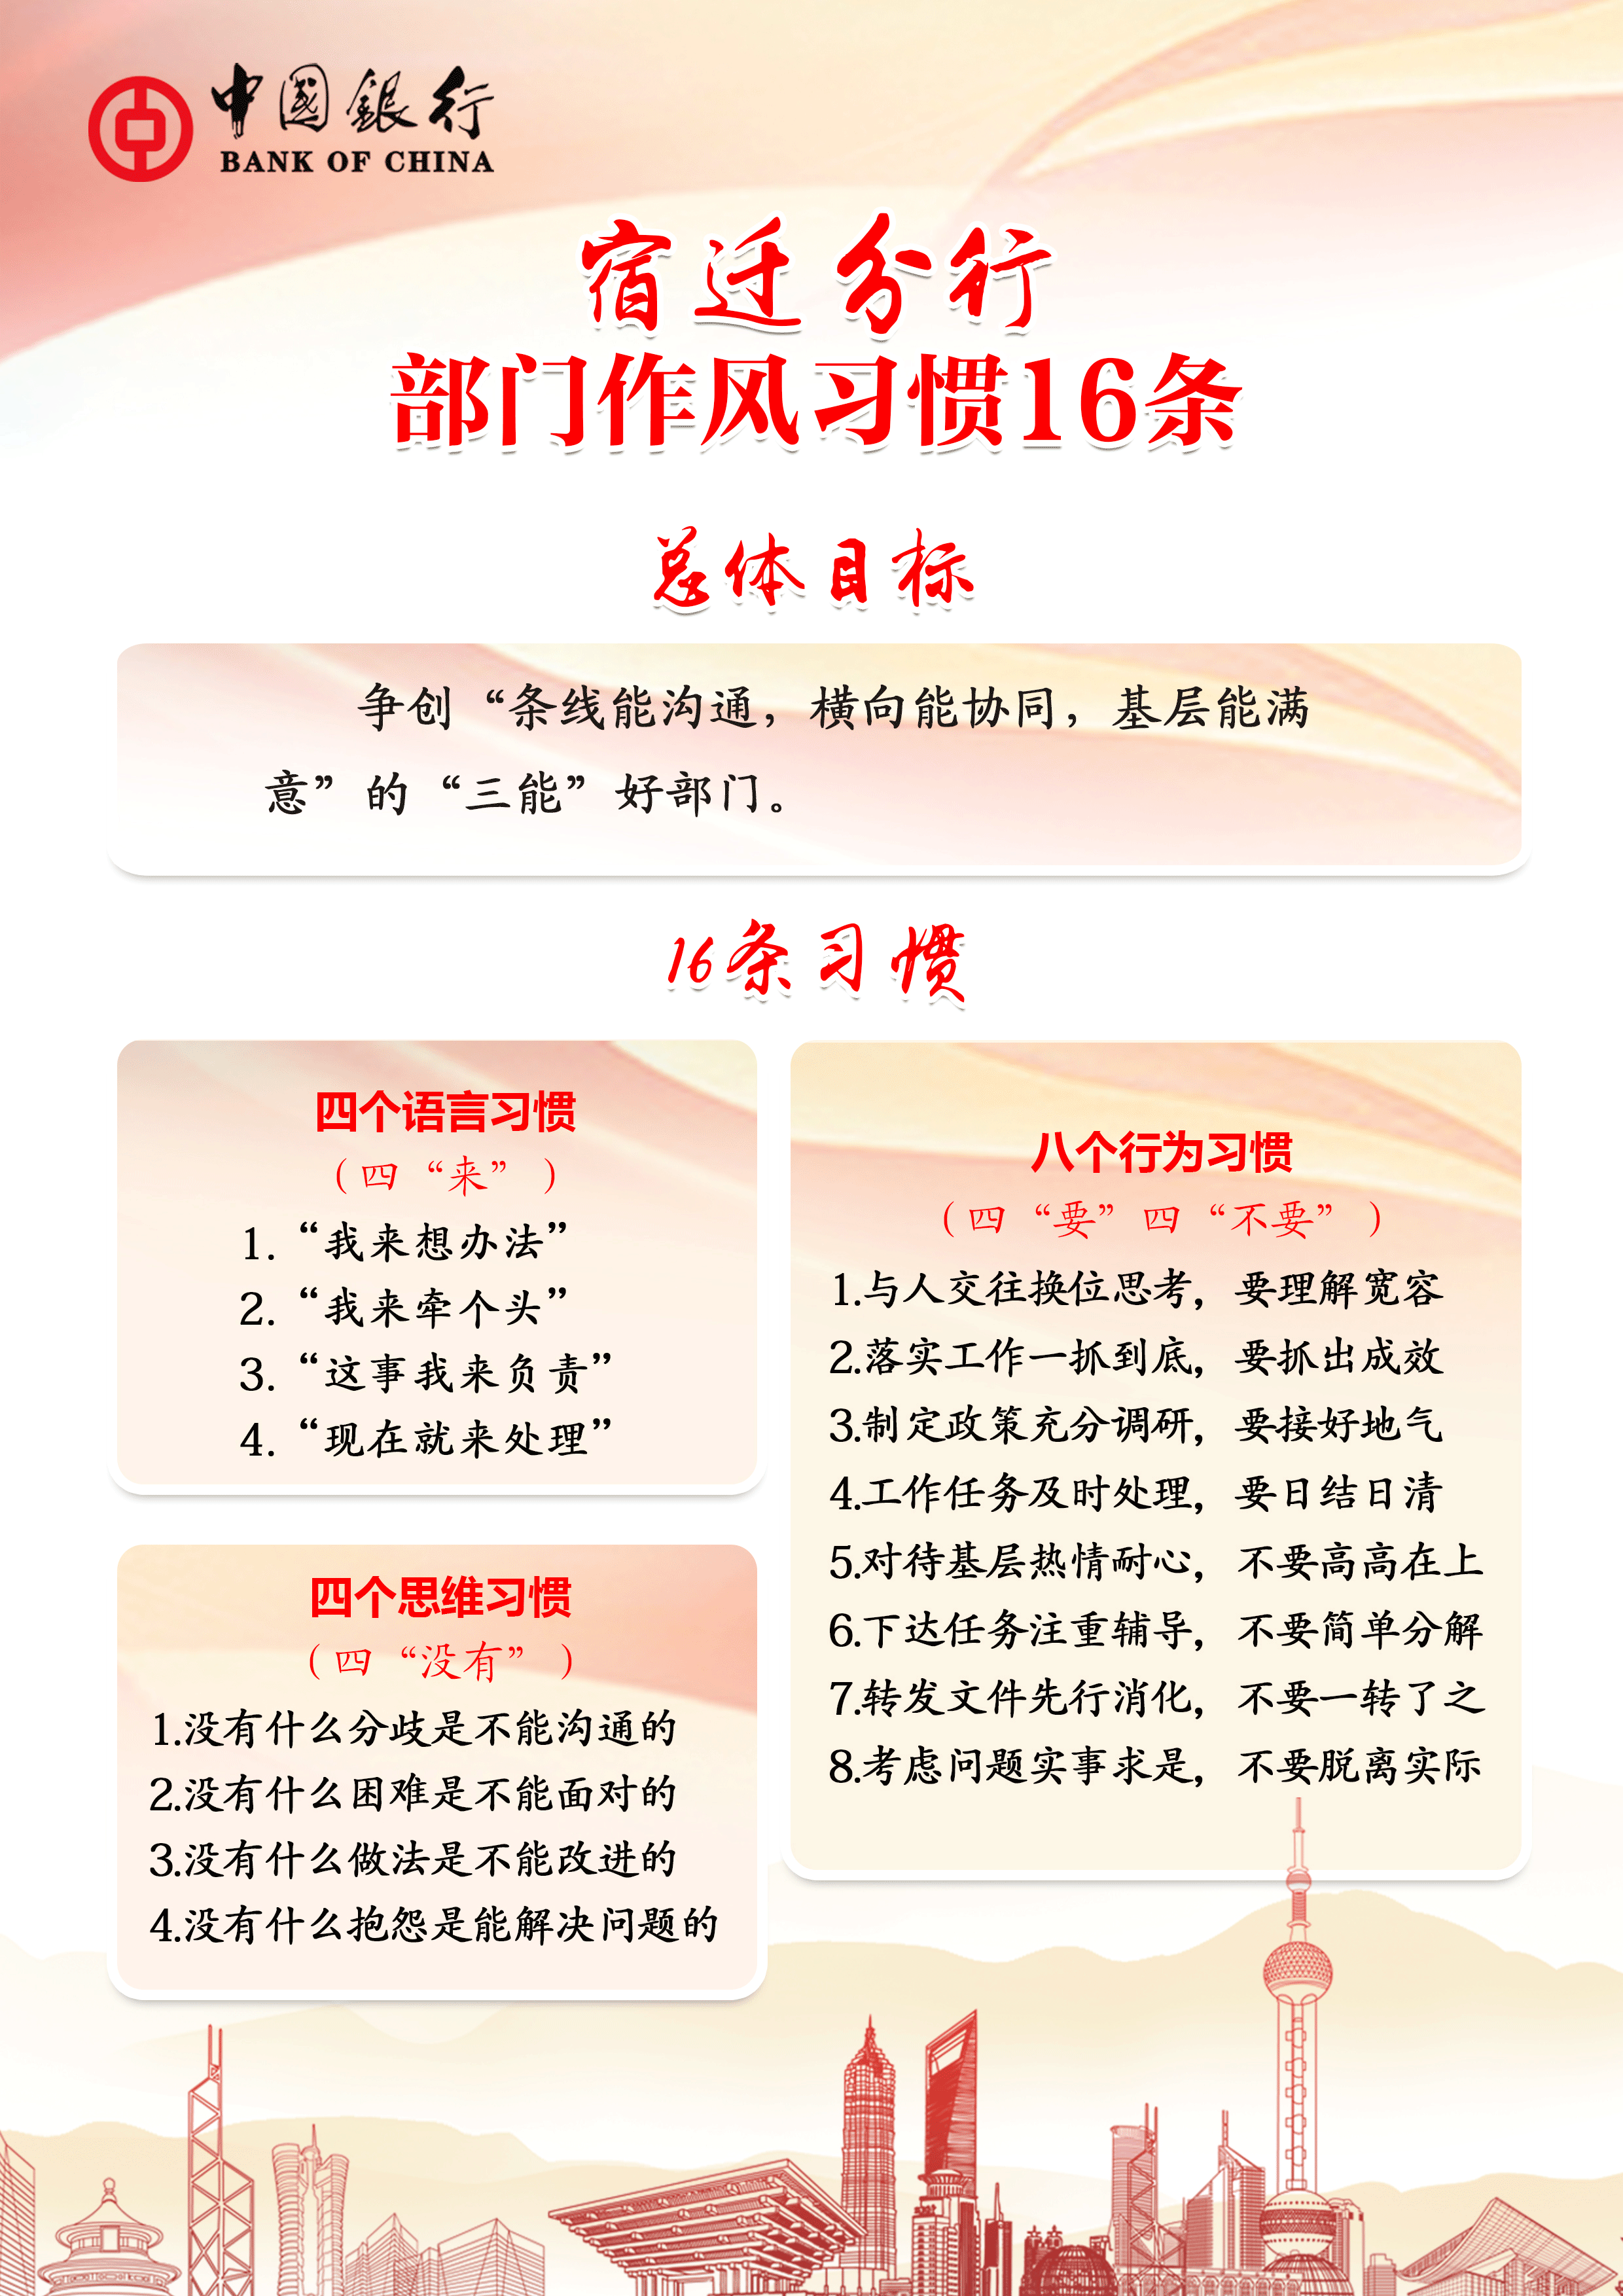 中國銀行
BANK OF CHINA
宿迁分行
部门作风习惯16条
总体目标
争创“条线能沟通，横向能协同，基层能满
意”的“三能”好部门。
16条习惯
四个语言习惯
（四“来”）
1.“我来想办法”
2.“我来牵个头”
3.“这事我来负责”
4.“现在就来处理”
四个思维习惯
（四“没有”）
1.没有什么分歧是不能沟通的
2.没有什么困难是不能面对的
3.没有什么做法是不能改进的
4.没有什么抱怨是能解决问题的
八个行为习惯
（四“要”四“不要”）
1.与人交往换位思考，要理解宽容
2.落实工作一抓到底，要抓出成效
3.制定政策充分调研，要接好地气
4.工作任务及时处理，要日结日清
5.对待基层热情耐心，不要高高在上
6.下达任务注重辅导，不要简单分解
7.转发文件先行消化，不要一转了之
8.考虑问题实事求是，不要脱离实际